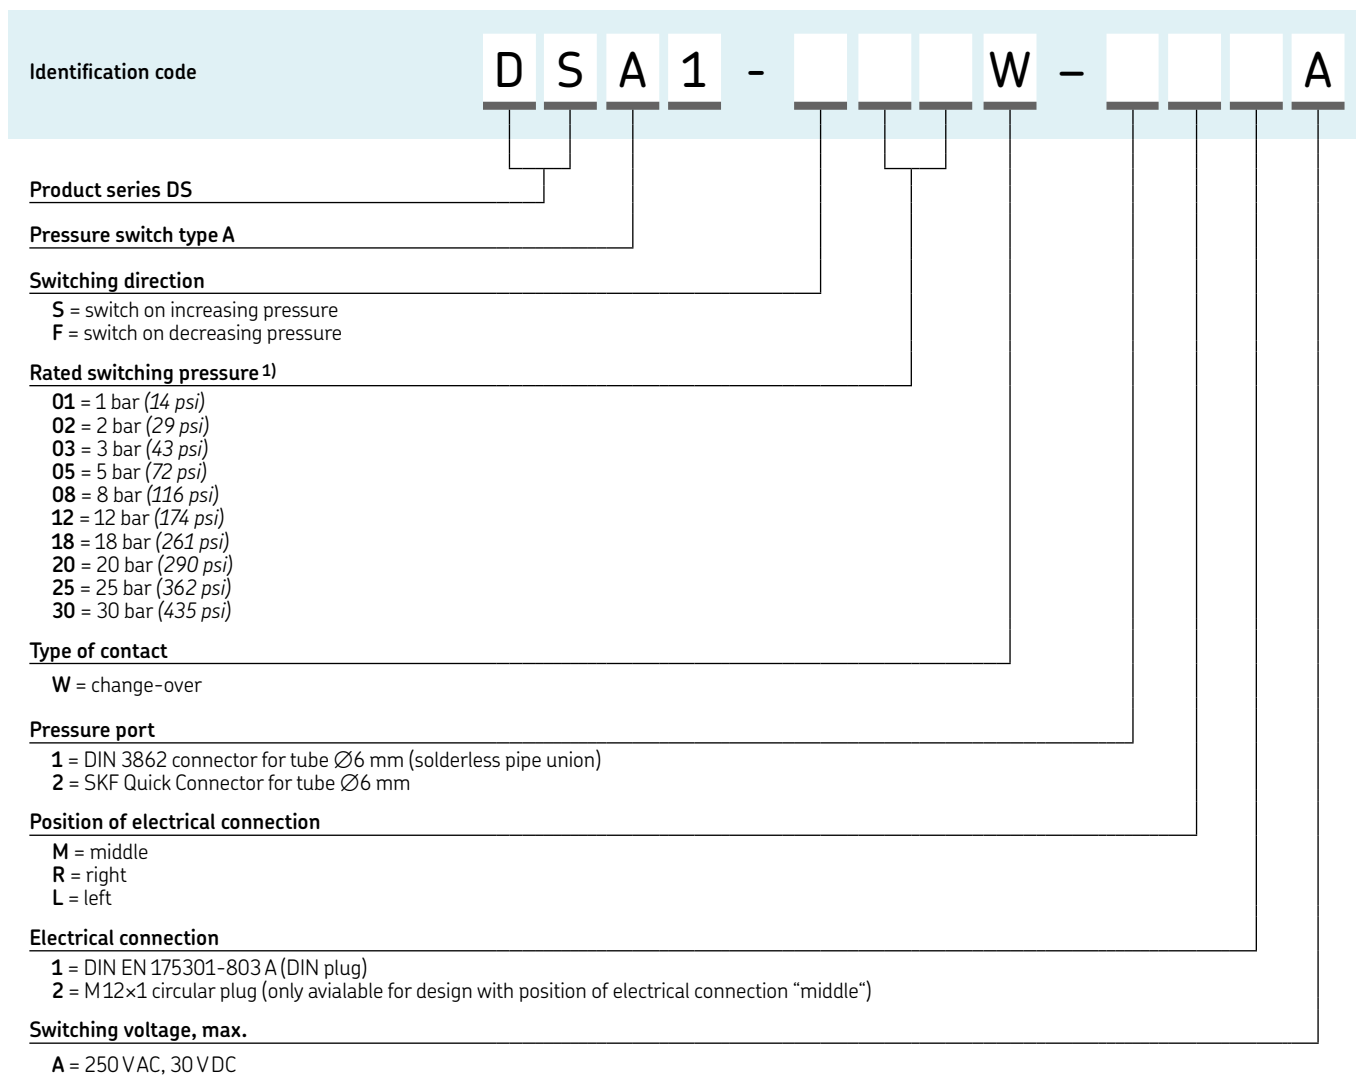 Identification code D S A 1 - W – A
Product series DS
Pressure switch type A
Switching direction
S = switch on increasing pressure
F = switch on decreasing pressure
Rated switching pressure 1)
01 = 1 bar (14 psi)
02 = 2 bar (29 psi)
03 = 3 bar (43 psi)
05 = 5 bar (72 psi)
08 = 8 bar (116 psi)
12 = 12 bar (174 psi)
18 = 18 bar (261 psi)
20 = 20 bar (290 psi)
25 = 25 bar (362 psi)
30 = 30 bar (435 psi)
Type of contact
W = change-over
Pressure port
1 = DIN 3862 connector for tube ∅6 mm (solderless pipe union)
2 = SKF Quick Connector for tube ∅6 mm
Position of electrical connection
M = middle
R = right
L = left
Electrical connection
1 = DIN EN 175301-803 A (DIN plug)
2 = M12×1 circular plug (only avialable for design with position of electrical connection “middle“)
Switching voltage, max.
A = 250 V AC, 30 V DC